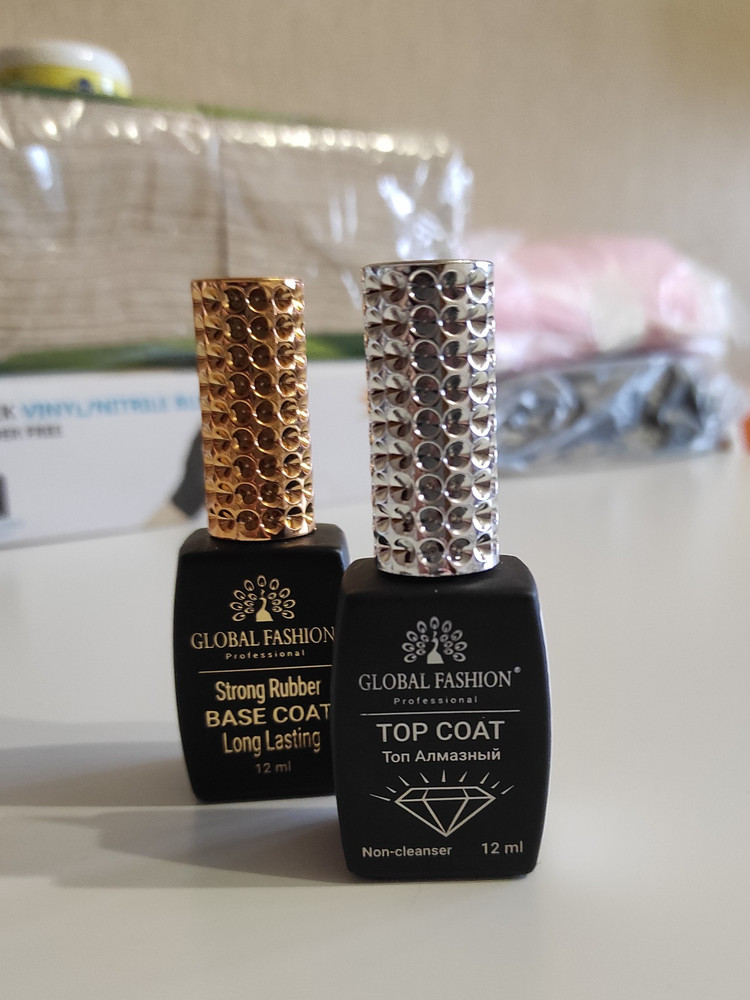 VINYL/NITRILE
FREE
GLOBAL FASHION
Professional
Strong Rubber
BASE COAT
Long Lasting
12 ml
GLOBAL FASHION®
Professional
TOP COAT
Топ Алмазный
Non-cleanser 12 ml